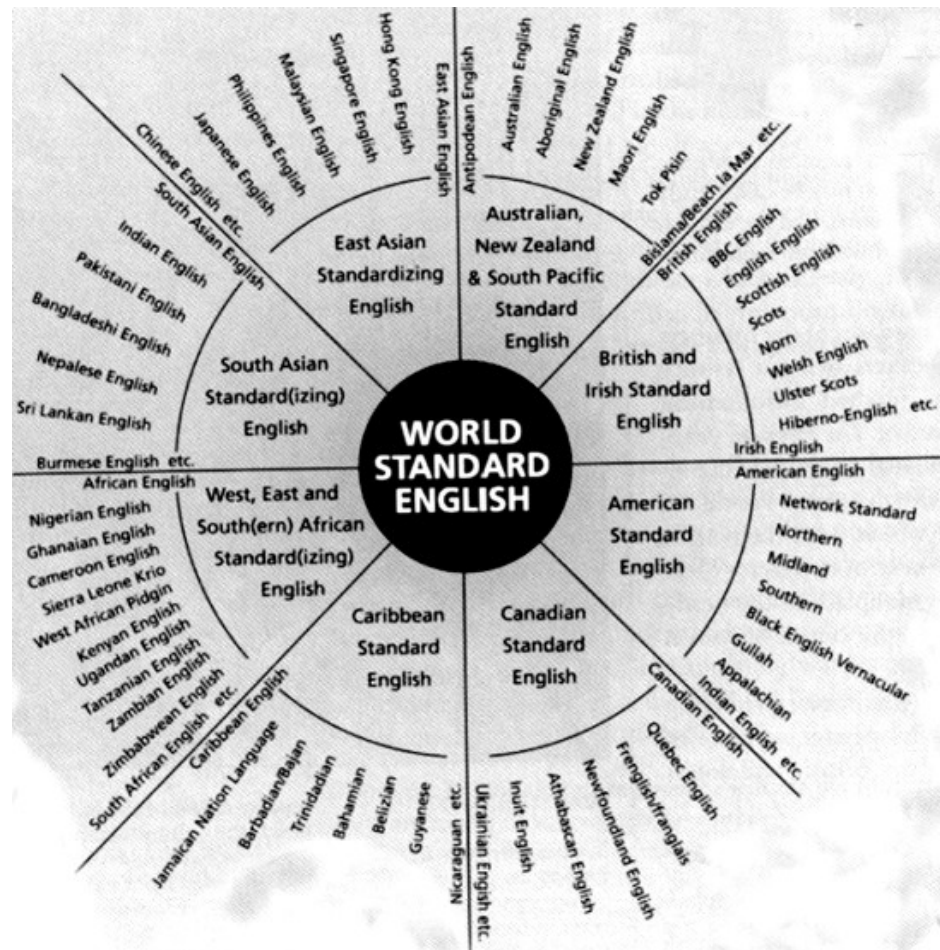 WORLD
STANDARD
ENGLISH
Australian,
New Zealand
& South Pacific
Standard
English
Antipodean English
Australian English
Aboriginal English
New Zealand English
Maori English
Tok Pisin
Bislama/Beach la Mar etc.
British and
Irish Standard
English
British English
BBC English
English English
Scottish English
Scots
Norn
Welsh English
Ulster Scots
Hiberno-English etc.
Irish English
American
Standard
English
American English
Network Standard
Northern
Midland
Southern
Black English Vernacular
Gullah
Appalachian
Indian English etc.
Canadian
Standard
English
Canadian English
Quebec English
Frenglish/franglais
Newfoundland English
Athabascan English
Inuit English
Ukrainian Engish etc.
Caribbean
Standard
English
Caribbean English
Jamaican Nation Language
Barbadian/Bajan
Trinidadian
Bahamian
Belizian
Guyanese
Nicaraguan etc.
West, East and
South(ern) African
Standard(izing)
English
African English
Nigerian English
Ghanaian English
Cameroon English
Sierra Leone Krio
West African Pidgin
Kenyan English
Ugandan English
Tanzanian English
Zambian English
Zimbabwean English
South African English etc.
South Asian
Standard(izing)
English
South Asian English
Indian English
Pakistani English
Bangladeshi English
Nepalese English
Sri Lankan English
Burmese English etc.
East Asian
Standardizing
English
East Asian English
Hong Kong English
Singapore English
Malaysian English
Philippines English
Japanese English
Chinese English etc.